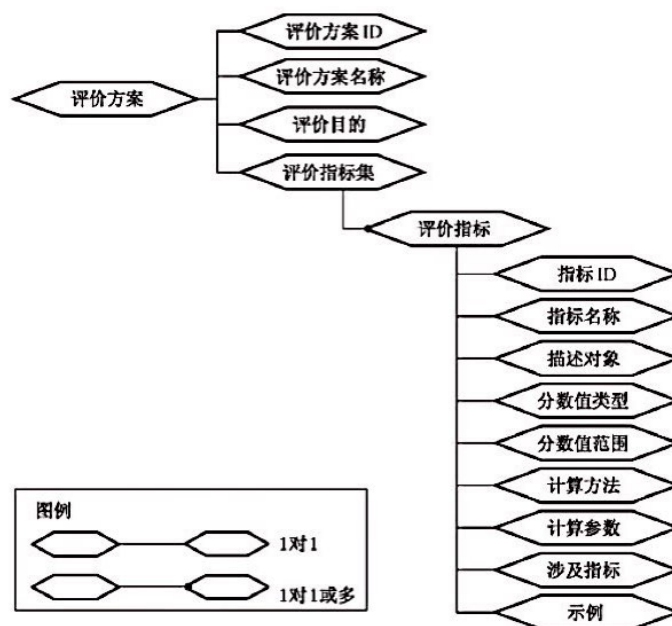 评价方案ID
评价方案名称
评价方案
评价目的
评价指标集
评价指标
指标ID
指标名称
描述对象
分数值类型
分数值范围
计算方法
计算参数
涉及指标
示例
图例
1对1
1对1或多